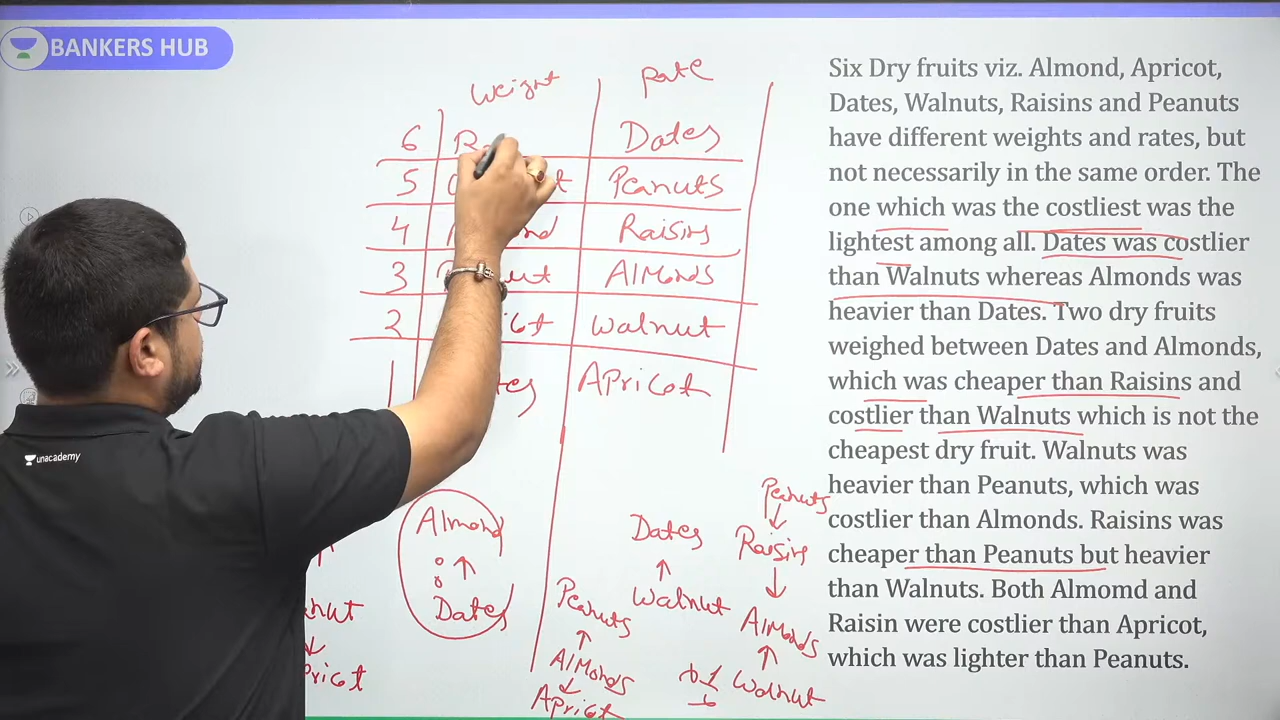 BANKERS HUB
Weight Rate
6 Dates
5 Peanuts
4 Raisins
3 Almonds
2 Walnut
1 Apricot
unacademy
Almond
Dates
Dates
Walnut
Peanuts
Almonds
Apricot
Peanuts
Raisins
Almonds
Walnut
Six Dry fruits viz. Almond, Apricot,
Dates, Walnuts, Raisins and Peanuts
have different weights and rates, but
not necessarily in the same order. The
one which was the costliest was the
lightest among all. Dates was costlier
than Walnuts whereas Almonds was
heavier than Dates. Two dry fruits
weighed between Dates and Almonds,
which was cheaper than Raisins and
costlier than Walnuts which is not the
cheapest dry fruit. Walnuts was
heavier than Peanuts, which was
costlier than Almonds. Raisins was
cheaper than Peanuts but heavier
than Walnuts. Both Almomd and
Raisin were costlier than Apricot,
which was lighter than Peanuts.